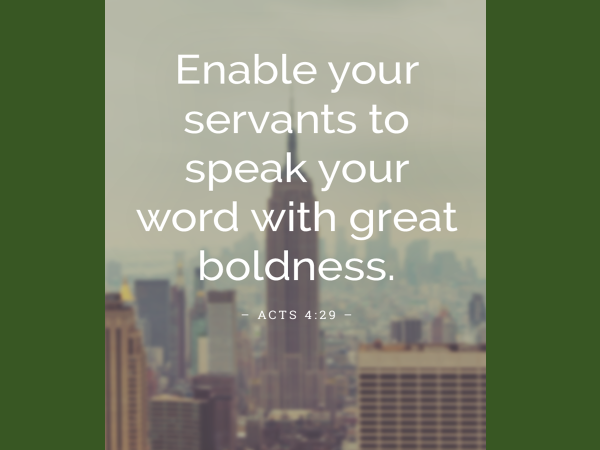 Enable your
servants to
speak your
word with great
boldness.
– ACTS 4:29 –